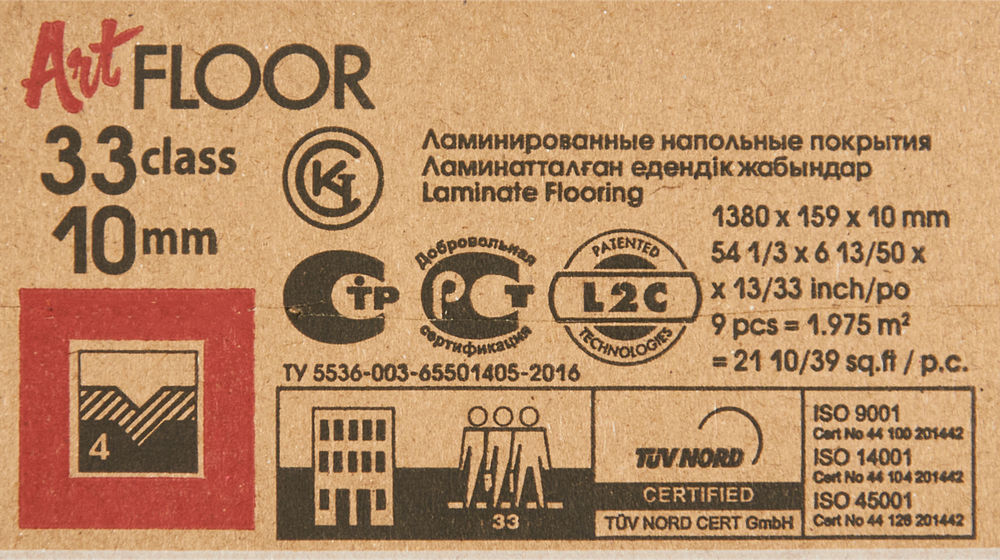 Art FLOOR
33 class
10 mm
Ламинированные напольные покрытия
Ламинатталған едендік жабындар
Laminate Flooring
1380 x 159 x 10 mm
54 1/3 x 6 13/50 x
x 13/33 inch/po
9 pcs = 1.975 m²
= 21 10/39 sq.ft / p.c.
Добровольная
сертификация
PATENTED
L2C
TECHNOLOGIES
ТУ 5536-003-65501405-2016
4
33
TÜV NORD
CERTIFIED
TÜV NORD CERT GmbH
ISO 9001
Cert No 44 100 201442
ISO 14001
Cert No 44 104 201442
ISO 45001
Cert No 44 126 201442